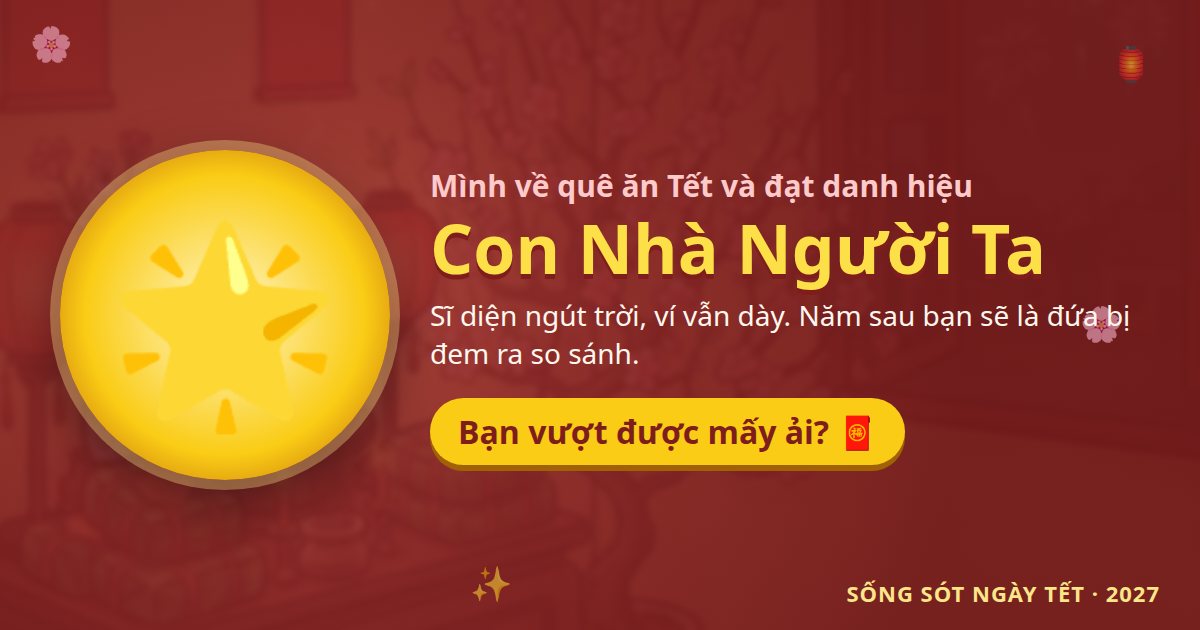 Mình về quê ăn Tết và đạt danh hiệu
Con Nhà Người Ta
Sĩ diện ngút trời, ví vẫn dày. Năm sau bạn sẽ là đứa bị
đem ra so sánh.
Bạn vượt được mấy ải? 🧧
SỐNG SÓT NGÀY TẾT · 2027